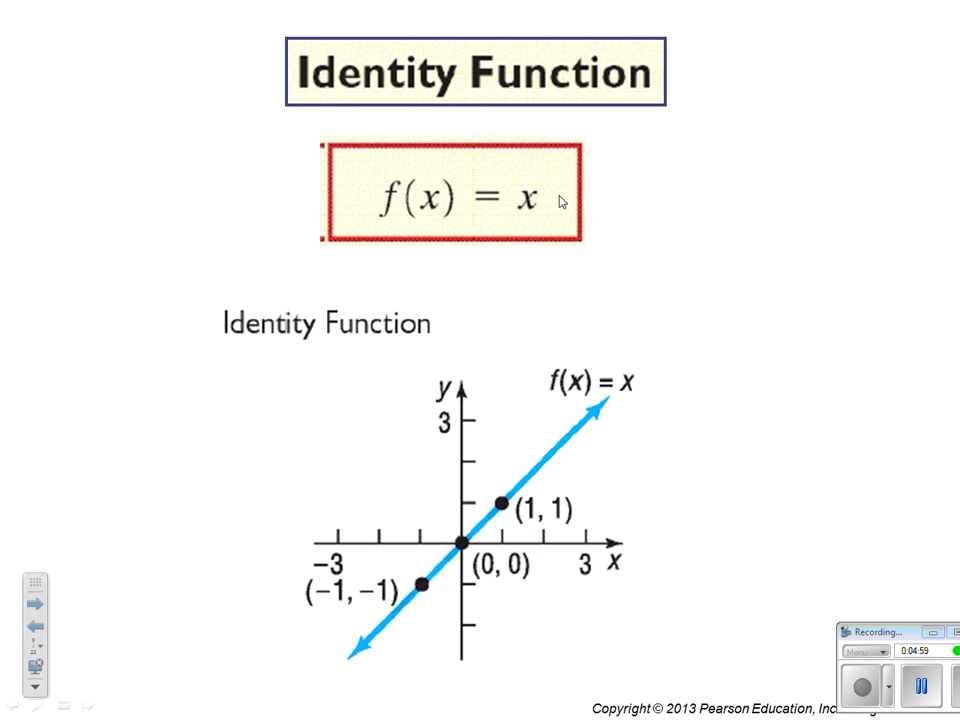 Identity Function
f(x) = x
Identity Function
y
f(x) = x
3
(1, 1)
−3
(0, 0)
3 x
(−1, −1)
Recording...
Menu
0:04:59
Copyright © 2013 Pearson Education, Inc